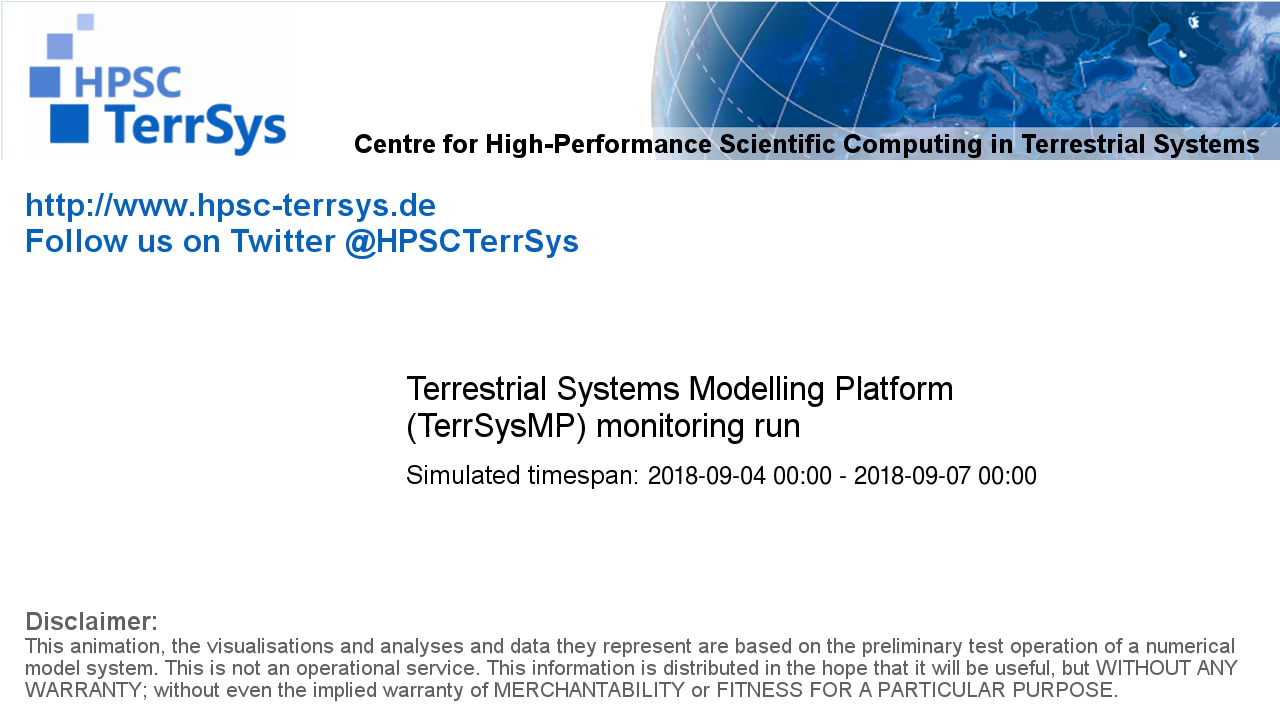 HPSC
TerrSys
Centre for High-Performance Scientific Computing in Terrestrial Systems
http://www.hpsc-terrsys.de
Follow us on Twitter @HPSCTerrSys
Terrestrial Systems Modelling Platform
(TerrSysMP) monitoring run
Simulated timespan: 2018-09-04 00:00 - 2018-09-07 00:00
Disclaimer:
This animation, the visualisations and analyses and data they represent are based on the preliminary test operation of a numerical
model system. This is not an operational service. This information is distributed in the hope that it will be useful, but WITHOUT ANY
WARRANTY; without even the implied warranty of MERCHANTABILITY or FITNESS FOR A PARTICULAR PURPOSE.